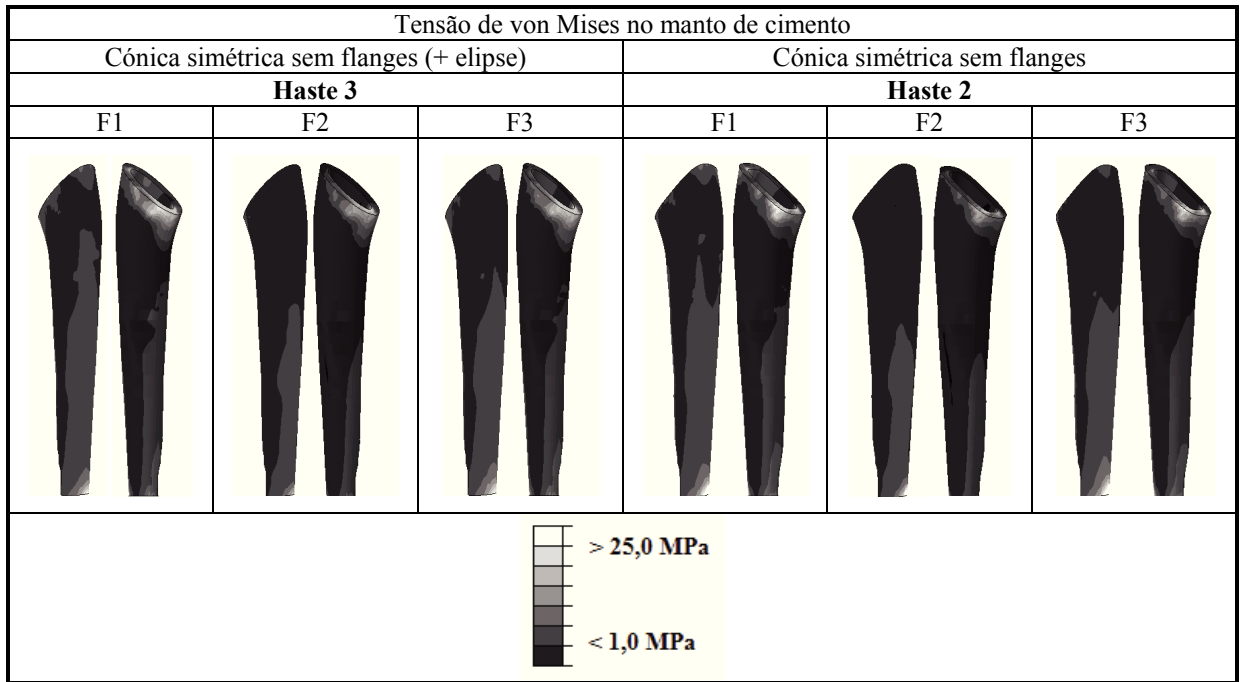 Tensão de von Mises no manto de cimento
Cónica simétrica sem flanges (+ elipse) Cónica simétrica sem flanges
Haste 3 Haste 2
F1 F2 F3 F1 F2 F3
> 25,0 MPa
< 1,0 MPa